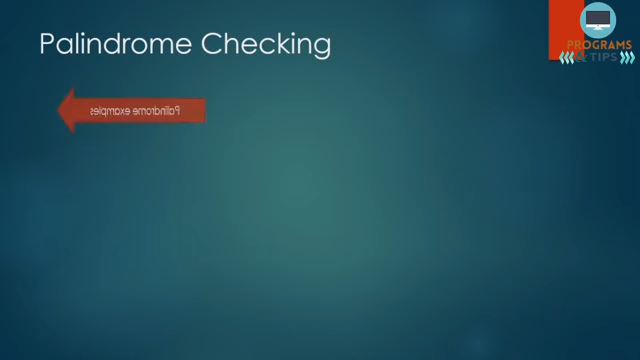 Palindrome Checking
PROGRAMS
& TIPS
Palindrome examples